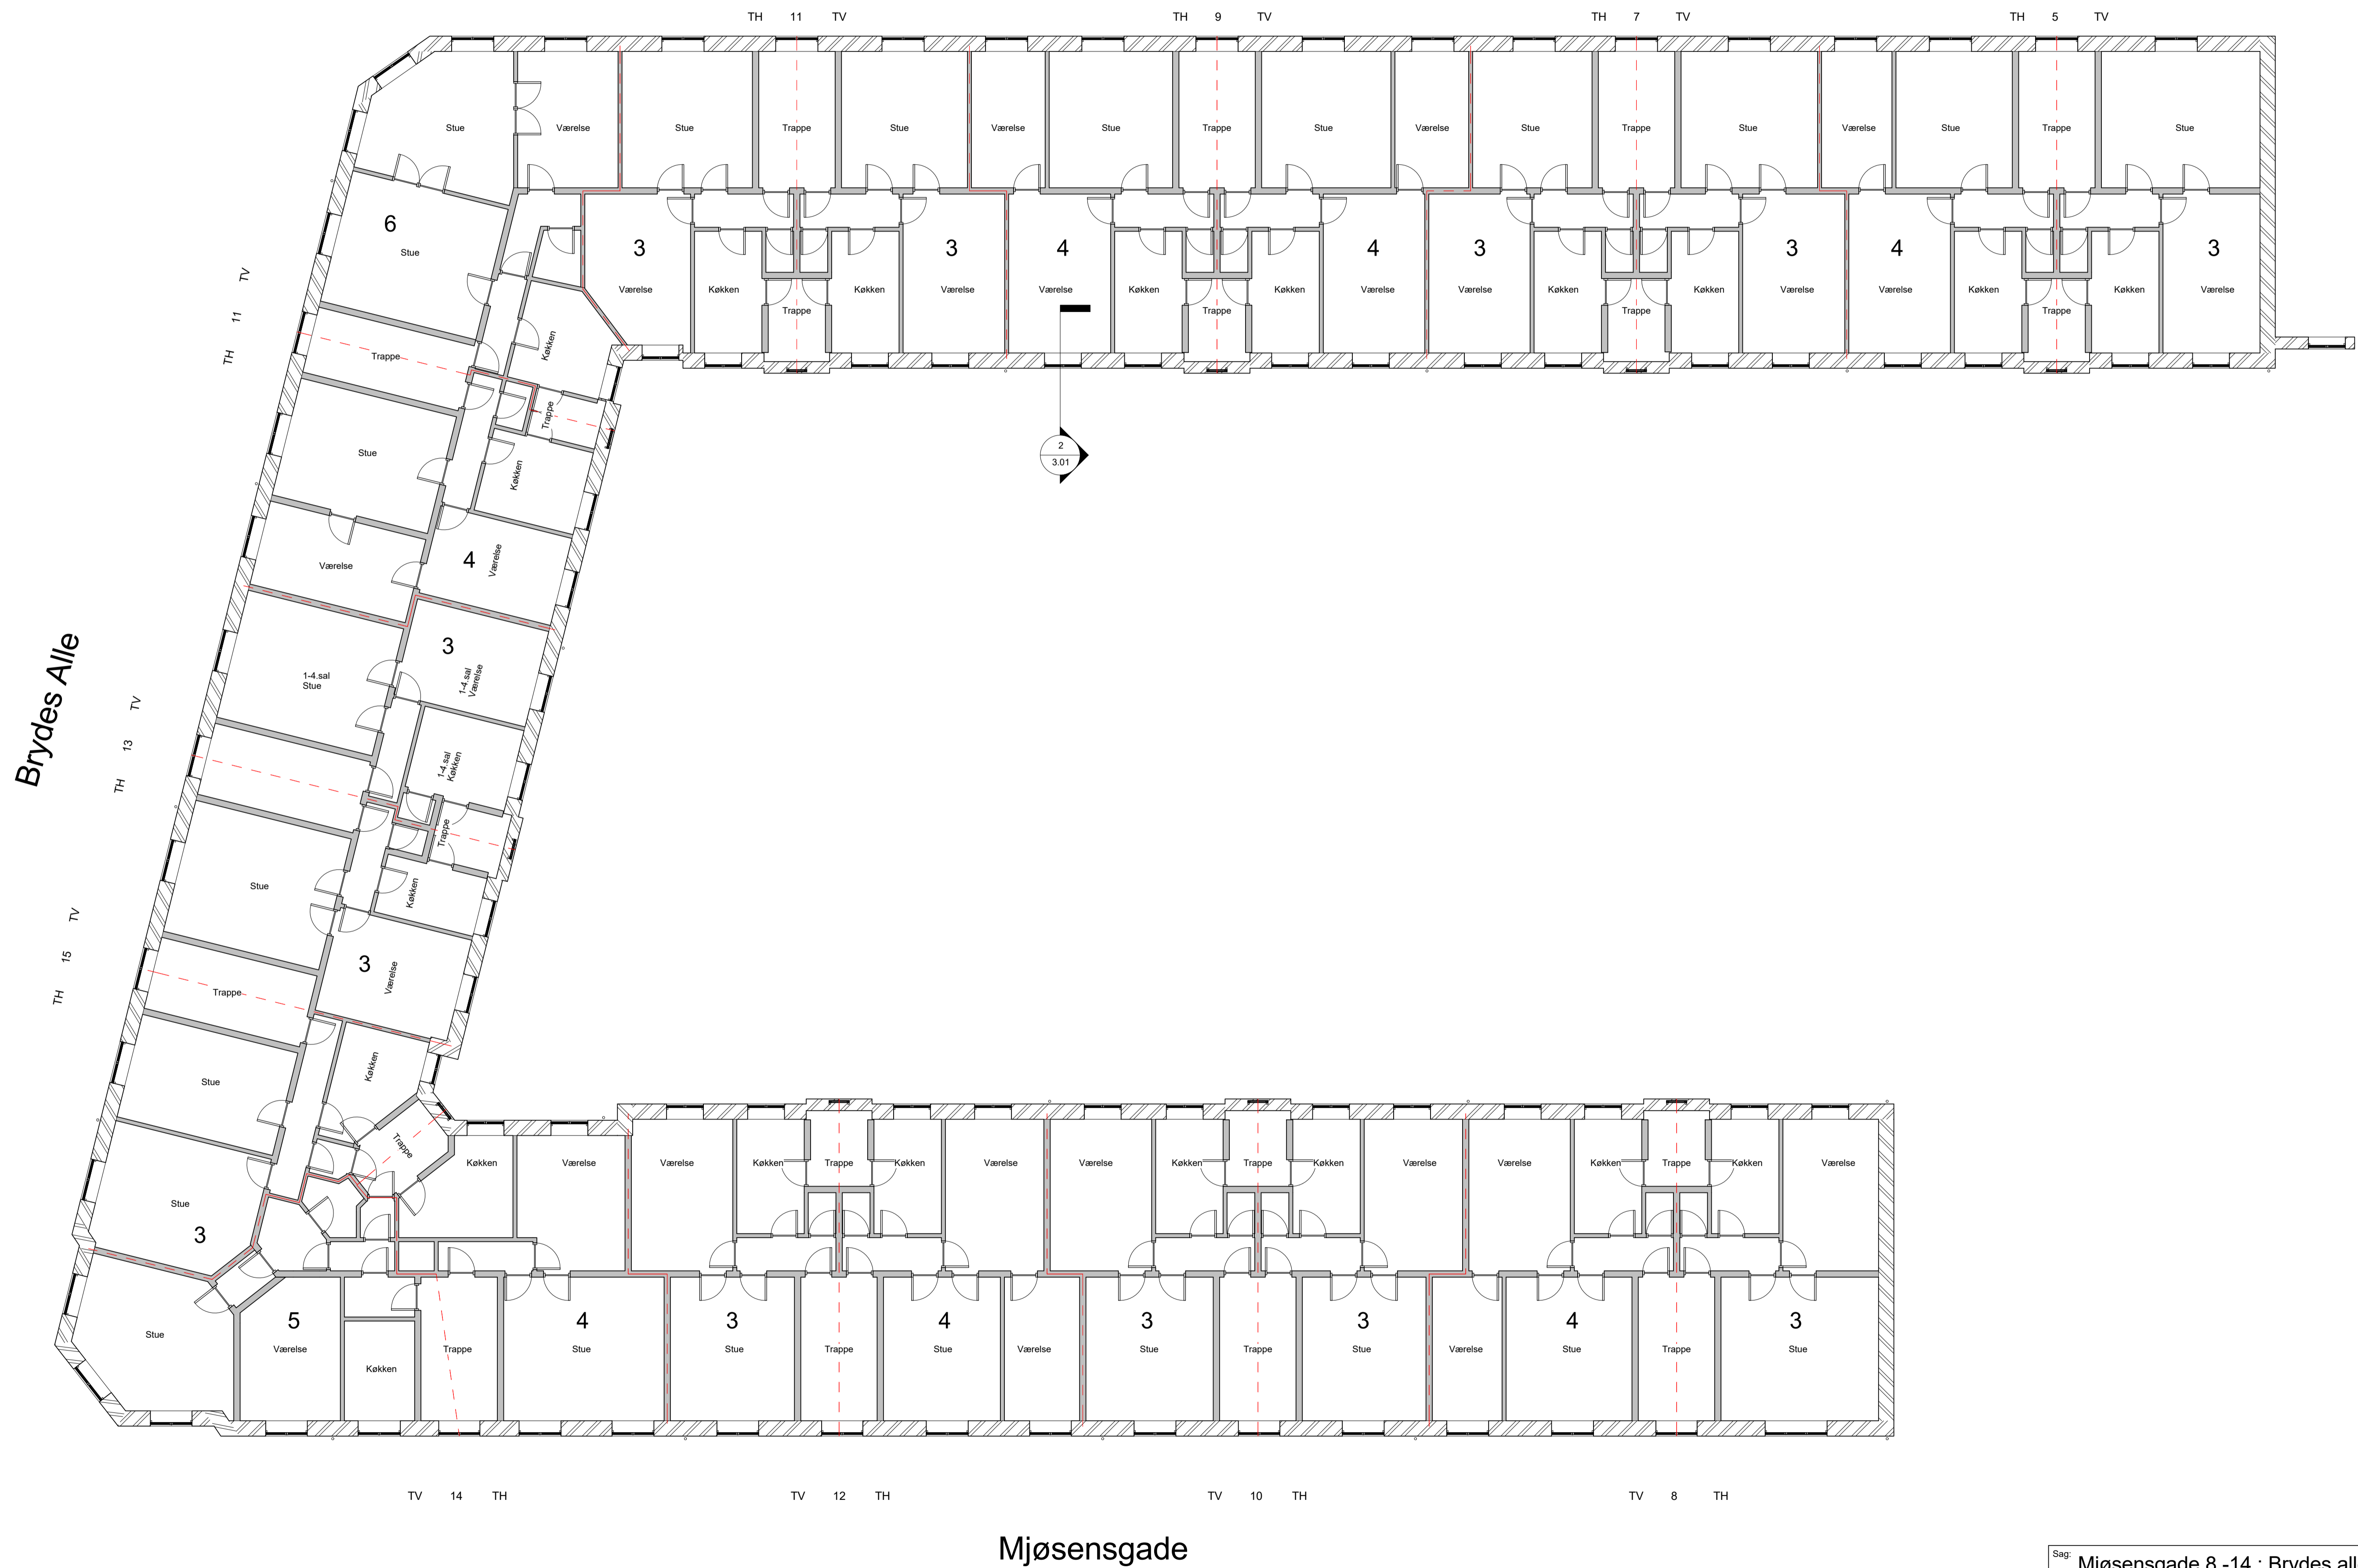 TH 11 TV TH 9 TV TH 7 TV TH 5 TV
Stue Værelse Stue Trappe Stue Værelse Stue Trappe Stue Værelse Stue Trappe Stue Værelse Stue Trappe Stue
6
Stue
3 3 4 4 3 3 4 3
Værelse Køkken Køkken Værelse Værelse Køkken Køkken Værelse Værelse Køkken Køkken Værelse Værelse Køkken Køkken Værelse
Trappe Trappe Trappe Trappe
TV
11
TH
Trappe
Køkken
Trappe
Stue
Køkken
2
3.01
Værelse
4
Værelse
Brydes Alle
3
1-4.sal
Stue
1-4.sal
Værelse
TV
13
TH
1-4.sal
Køkken
Trappe
Stue
Køkken
TV
15
TH
3
Værelse
Trappe
Stue
Køkken
Trappe
Køkken Værelse Værelse Køkken Trappe Køkken Værelse Værelse Køkken Trappe Køkken Værelse Værelse Køkken Trappe Køkken Værelse
Stue
3
5 4 3 4 3 3 4 3
Stue
Værelse Trappe Stue Stue Trappe Stue Værelse Stue Trappe Stue Værelse Stue Trappe Stue
Køkken
TV 14 TH TV 12 TH TV 10 TH TV 8 TH
Mjøsensgade
Sag:
Mjøsensgade 8 -14 ; Brydes all